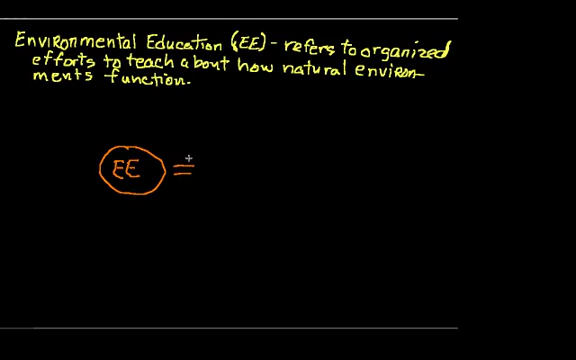 Environmental Education (EE) - refers to organized
efforts to teach about how natural environ-
ments function.
EE =